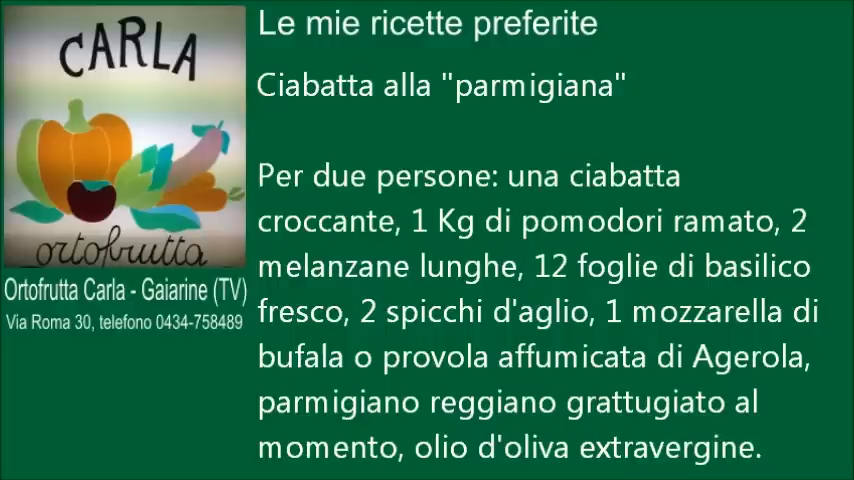 CARLA
ortofrutta
Ortofrutta Carla - Gaiarine (TV)
Via Roma 30, telefono 0434-758489
Le mie ricette preferite
Ciabatta alla "parmigiana"
Per due persone: una ciabatta
croccante, 1 Kg di pomodori ramato, 2
melanzane lunghe, 12 foglie di basilico
fresco, 2 spicchi d'aglio, 1 mozzarella di
bufala o provola affumicata di Agerola,
parmigiano reggiano grattugiato al
momento, olio d'oliva extravergine.